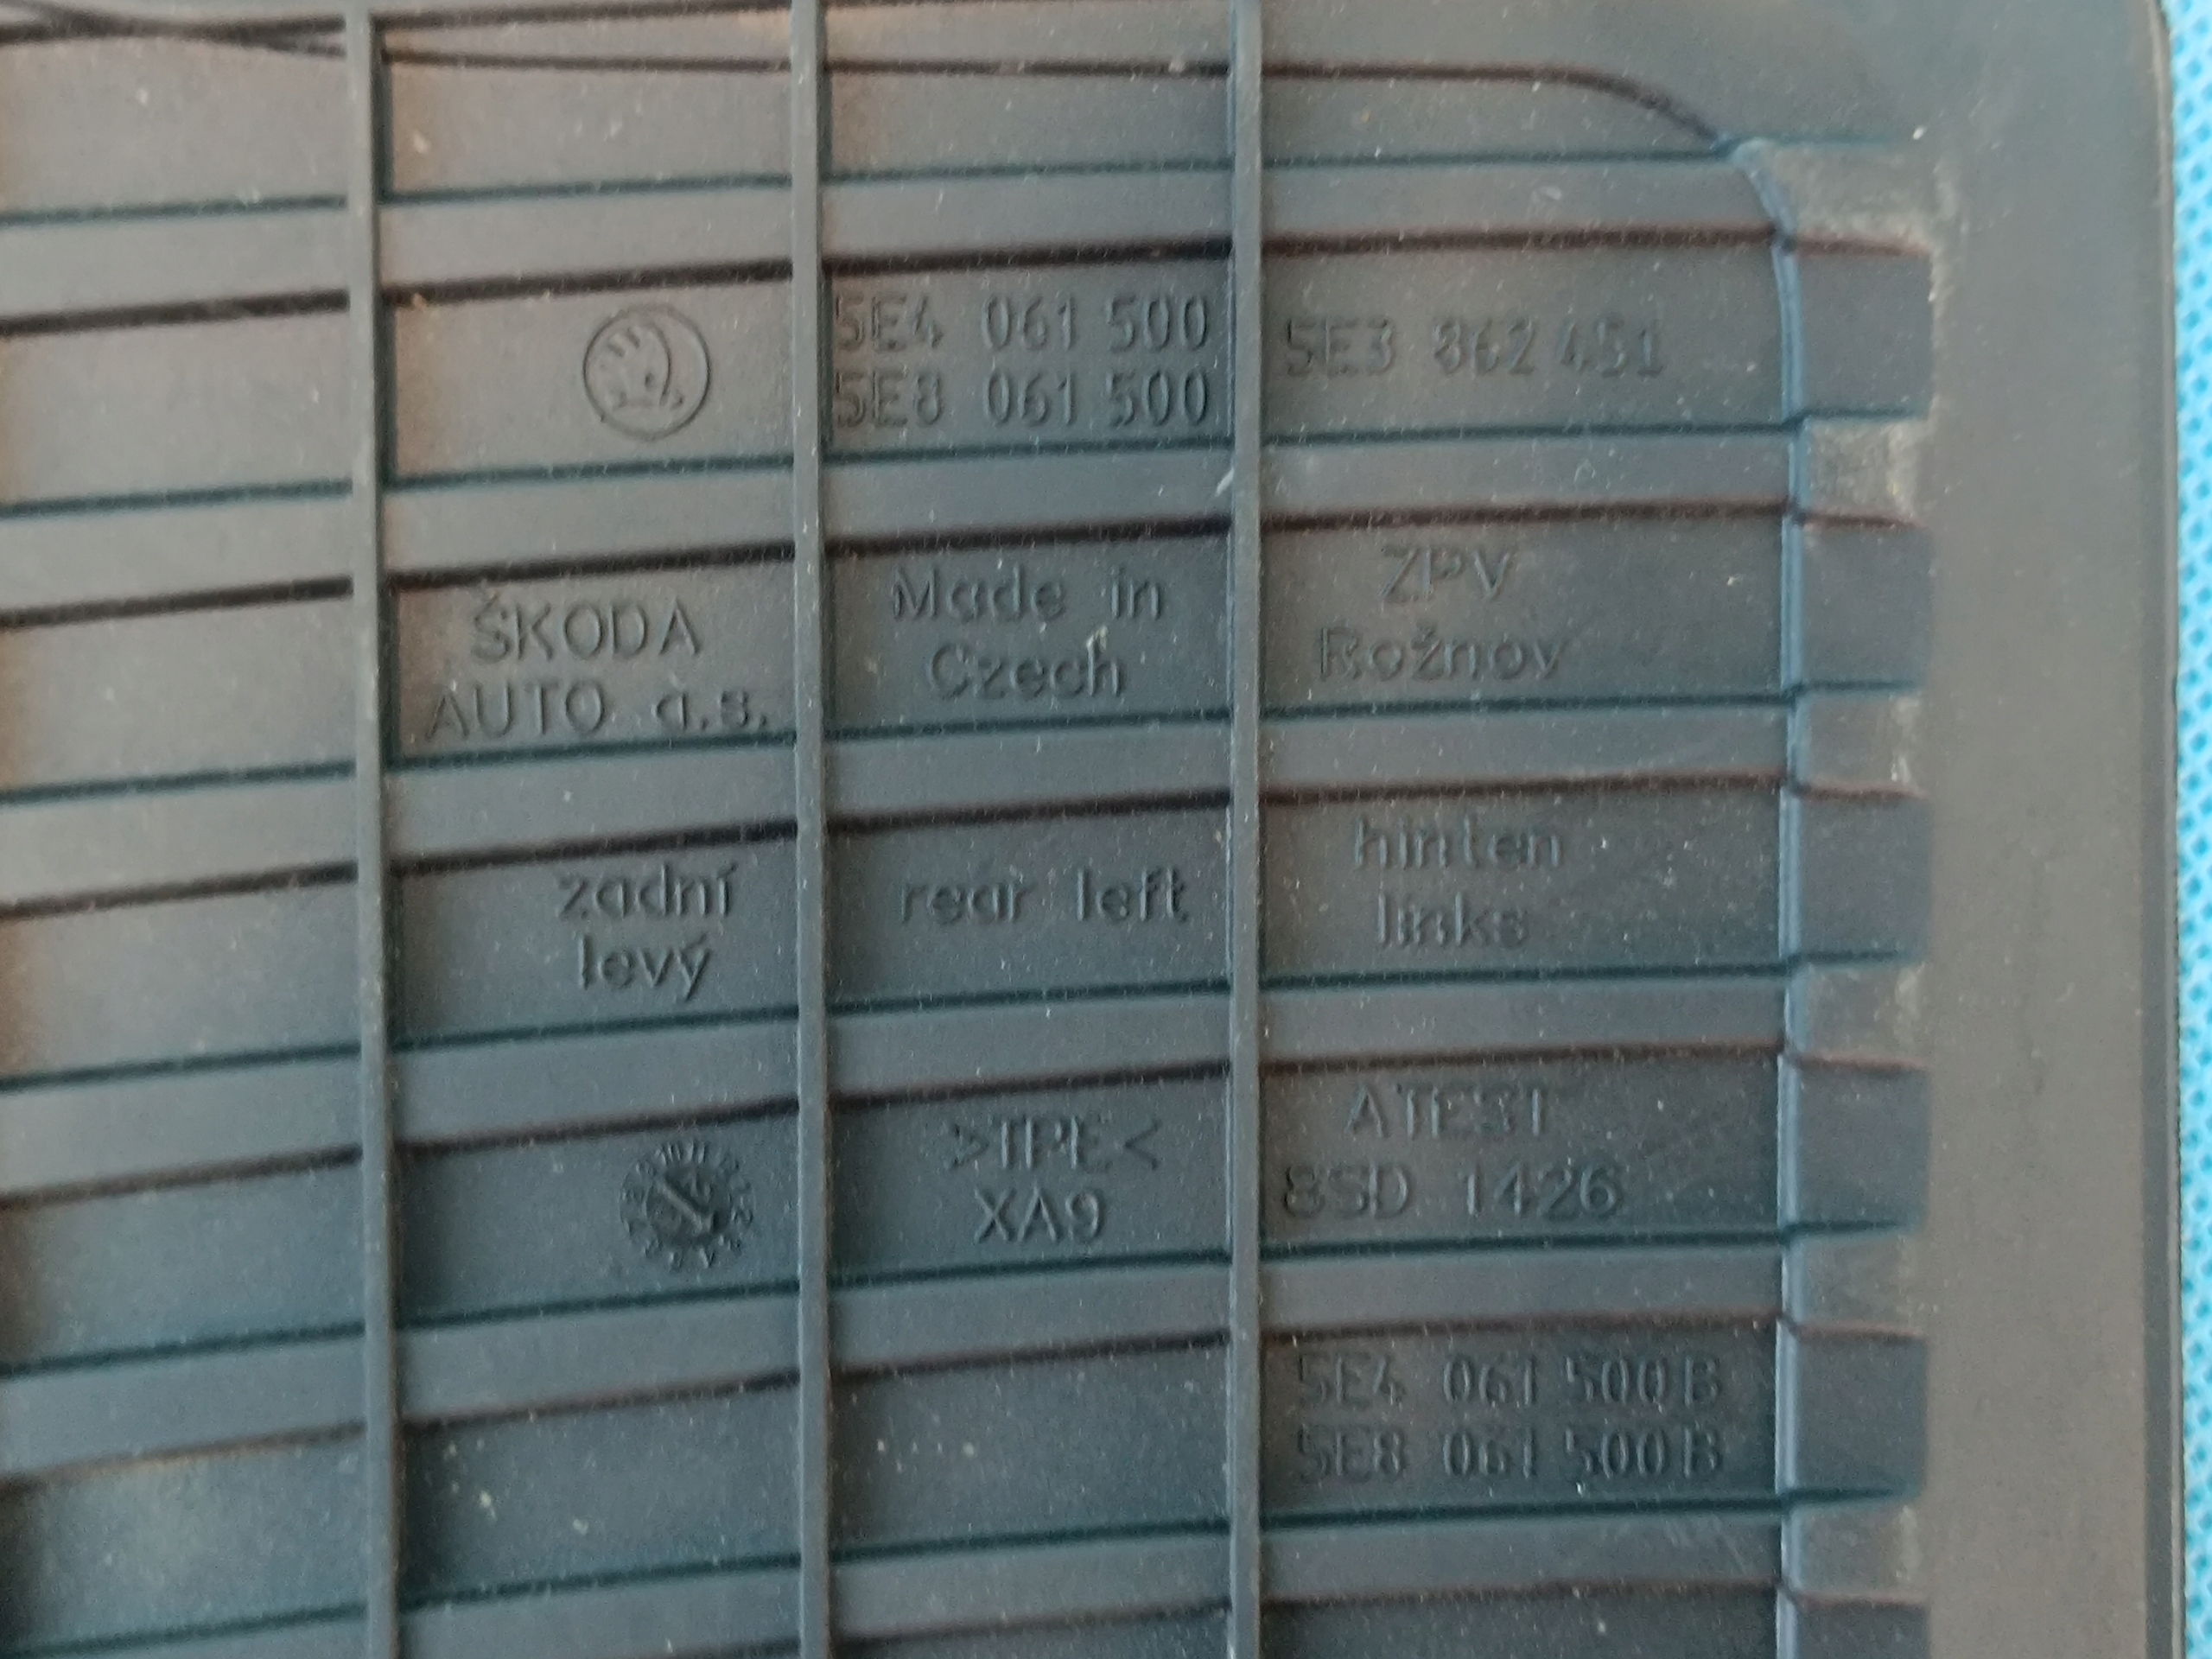 5E4 061 500
5E8 061 500
5E3 862 451
ŠKODA
AUTO a.s.
Made in
Czech
ZPV
Rožnov
zadní
levý
rear left
hinten
links
>TPE<
XA9
ATEST
8SD 1426
5E4 061 500B
5E8 061 500B